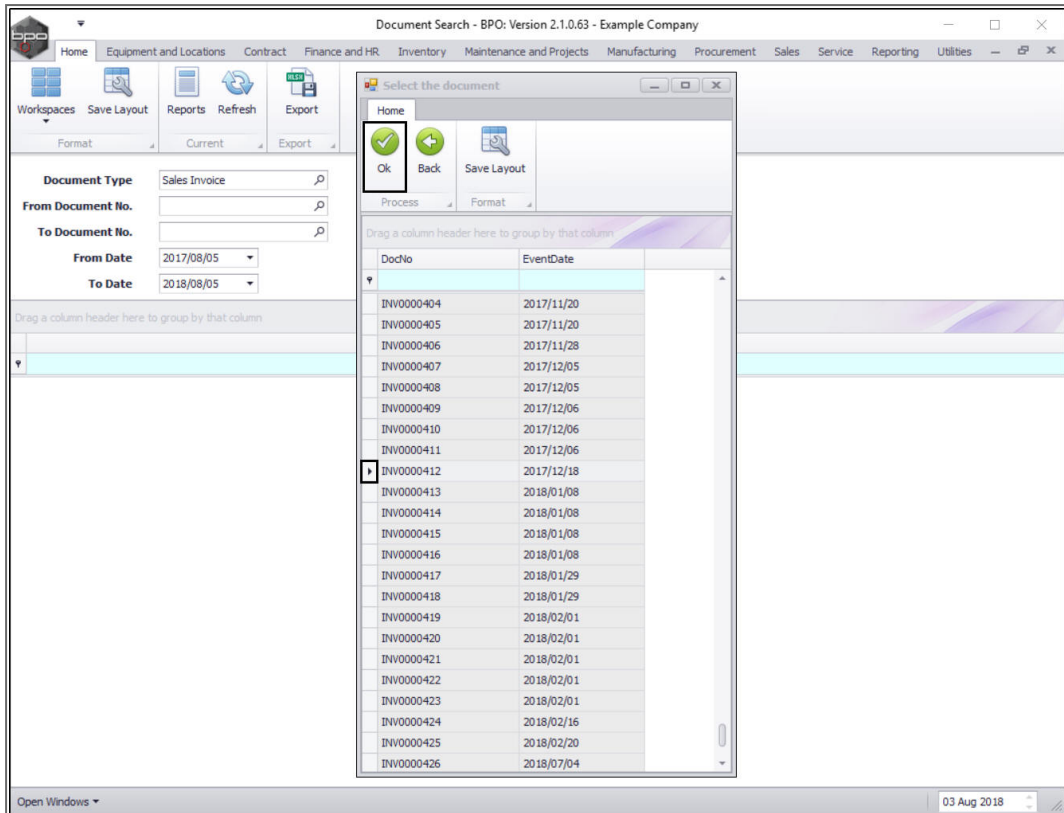 Document Search - BPO: Version 2.1.0.63 - Example Company
bpo
Home Equipment and Locations Contract Finance and HR Inventory Maintenance and Projects Manufacturing Procurement Sales Service Reporting Utilities
Workspaces Save Layout Reports Refresh Export
Format Current Export
Document Type Sales Invoice
From Document No.
To Document No.
From Date 2017/08/05
To Date 2018/08/05
Drag a column header here to group by that column
Select the document
Home
Ok Back Save Layout
Process Format
Drag a column header here to group by that column
DocNo EventDate
INV0000404 2017/11/20
INV0000405 2017/11/20
INV0000406 2017/11/28
INV0000407 2017/12/05
INV0000408 2017/12/05
INV0000409 2017/12/06
INV0000410 2017/12/06
INV0000411 2017/12/06
INV0000412 2017/12/18
INV0000413 2018/01/08
INV0000414 2018/01/08
INV0000415 2018/01/08
INV0000416 2018/01/08
INV0000417 2018/01/29
INV0000418 2018/01/29
INV0000419 2018/02/01
INV0000420 2018/02/01
INV0000421 2018/02/01
INV0000422 2018/02/01
INV0000423 2018/02/01
INV0000424 2018/02/16
INV0000425 2018/02/20
INV0000426 2018/07/04
Open Windows 03 Aug 2018